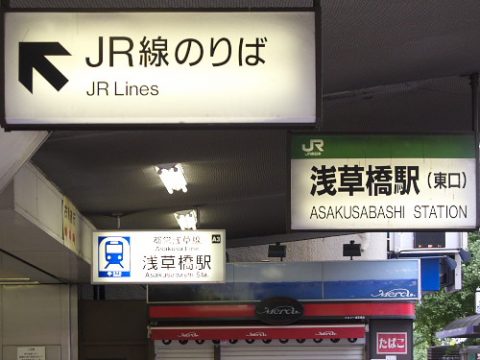 JR線のりば
JR Lines
JR
浅草橋駅(東口)
ASAKUSABASHI STATION
都営浅草線
Asakusa Line
A3
浅草橋駅
Asakusabashi Sta.
たばこ